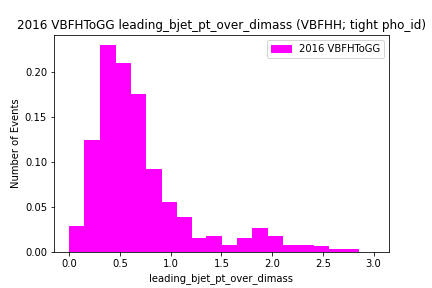 2016 VBFHToGG leading_bjet_pt_over_dimass (VBFHH; tight pho_id)
2016 VBFHToGG
Number of Events
0.20
0.15
0.10
0.05
0.00
0.0 0.5 1.0 1.5 2.0 2.5 3.0
leading_bjet_pt_over_dimass